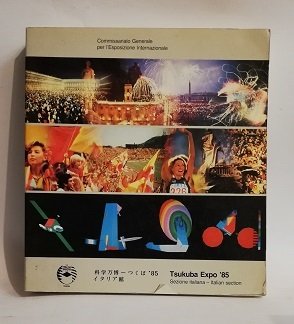 Commissariato Generale
per l'Esposizione Internazionale
228
科学万博―つくば'85
イタリア館
Tsukuba Expo '85
Sezione italiana – Italian section